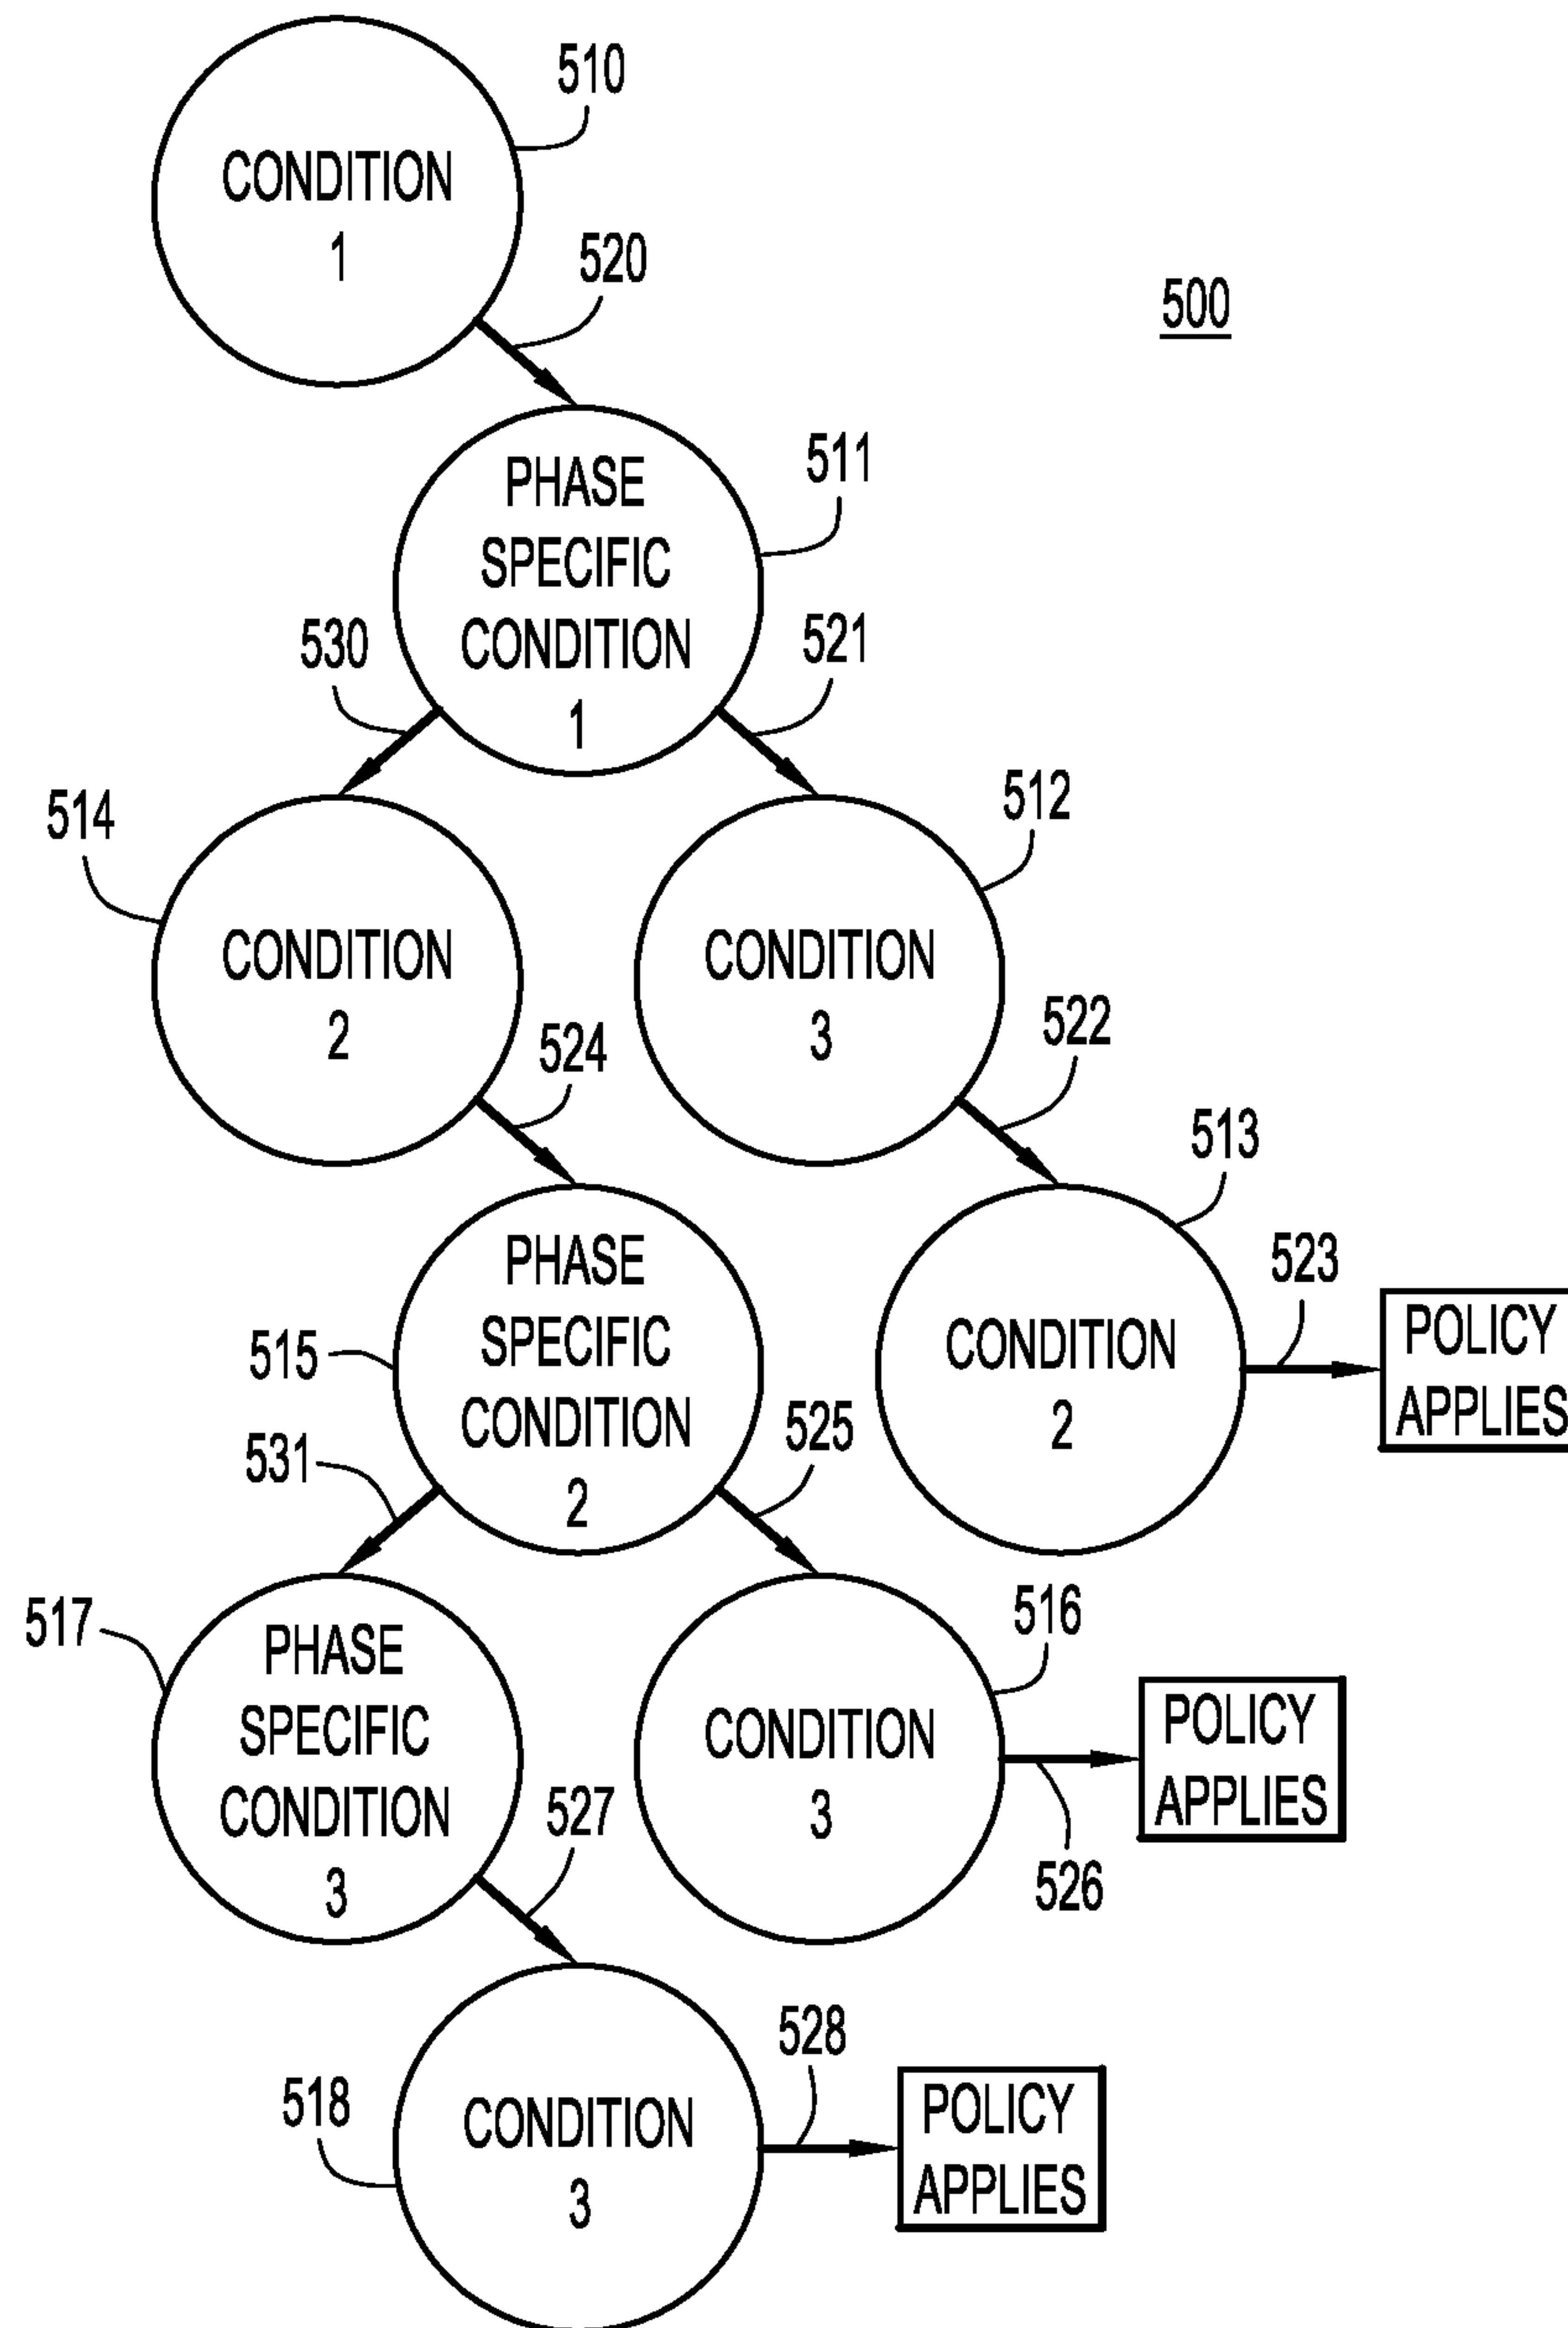 510
CONDITION
1
520
500
PHASE
SPECIFIC
CONDITION
1
511
530
521
514
512
CONDITION
2
CONDITION
3
524
522
513
PHASE
SPECIFIC
CONDITION
2
515
CONDITION
2
523
POLICY
APPLIES
531
525
517
516
PHASE
SPECIFIC
CONDITION
3
CONDITION
3
POLICY
APPLIES
527
526
518
CONDITION
3
528
POLICY
APPLIES